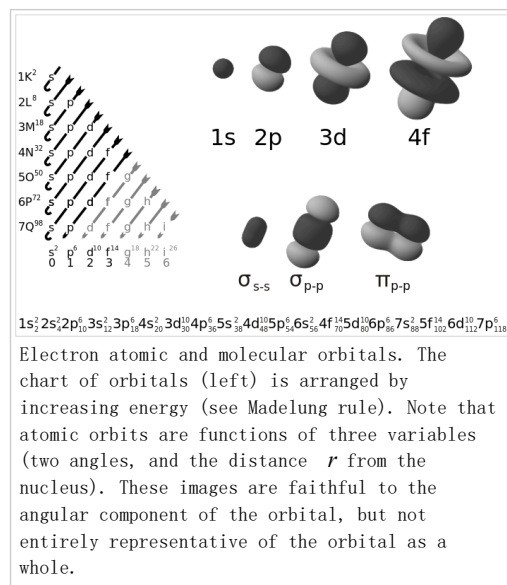 1K² s
2L⁸ s p
3M¹⁸ s p d
4N³² s p d f
5O⁵⁰ s p d f g
6P⁷² s p d f g h
7Q⁹⁸ s p d f g h i
s² p⁶ d¹⁰ f¹⁴ g¹⁸ h²² i²⁶
0 1 2 3 4 5 6
1s 2p 3d 4f
σs-s σp-p πp-p
1s²₂2s²₄2p⁶₁₀3s²₁₂3p⁶₁₈4s²₂₀3d¹⁰₃₀4p⁶₃₆5s²₃₈4d¹⁰₄₈5p⁶₅₄6s²₅₆4f¹⁴₇₀5d¹⁰₈₀6p⁶₈₆7s²₈₈5f¹⁴₁₀₂6d¹⁰₁₁₂7p⁶₁₁₈
Electron atomic and molecular orbitals. The
chart of orbitals (left) is arranged by
increasing energy (see Madelung rule). Note that
atomic orbits are functions of three variables
(two angles, and the distance r from the
nucleus). These images are faithful to the
angular component of the orbital, but not
entirely representative of the orbital as a
whole.